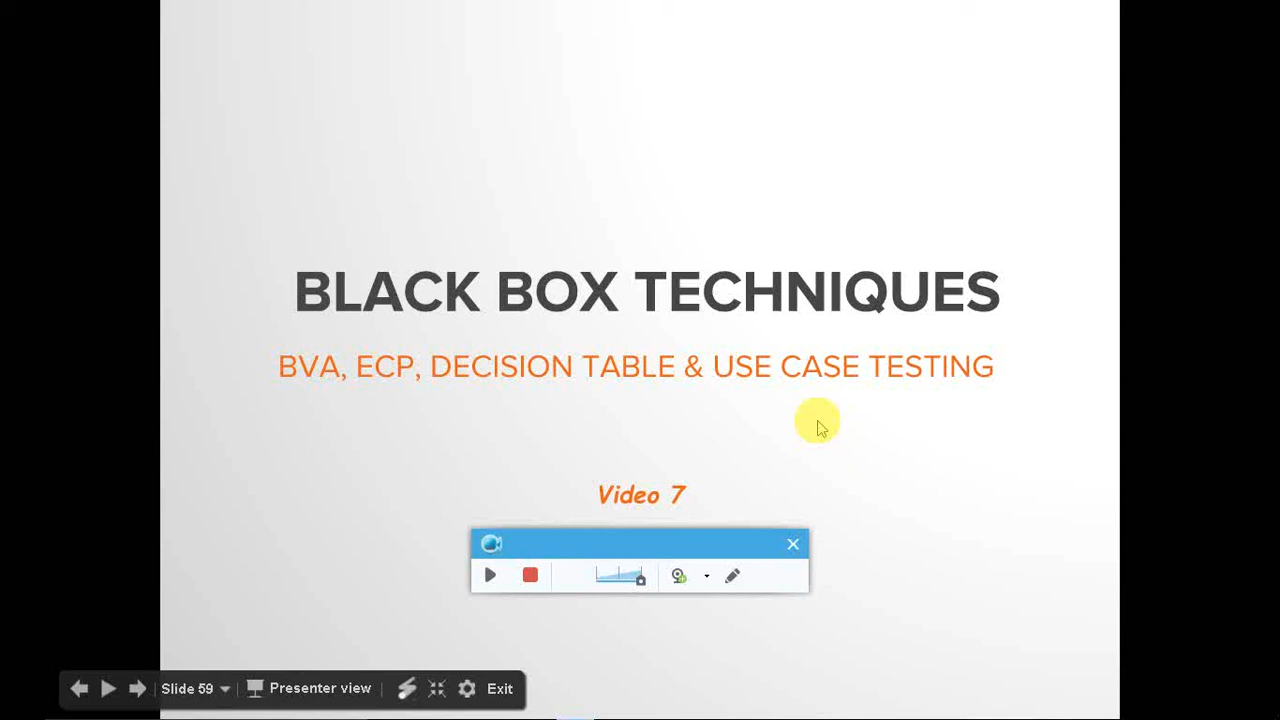 BLACK BOX TECHNIQUES
BVA, ECP, DECISION TABLE & USE CASE TESTING
Video 7
Slide 59
Presenter view
Exit